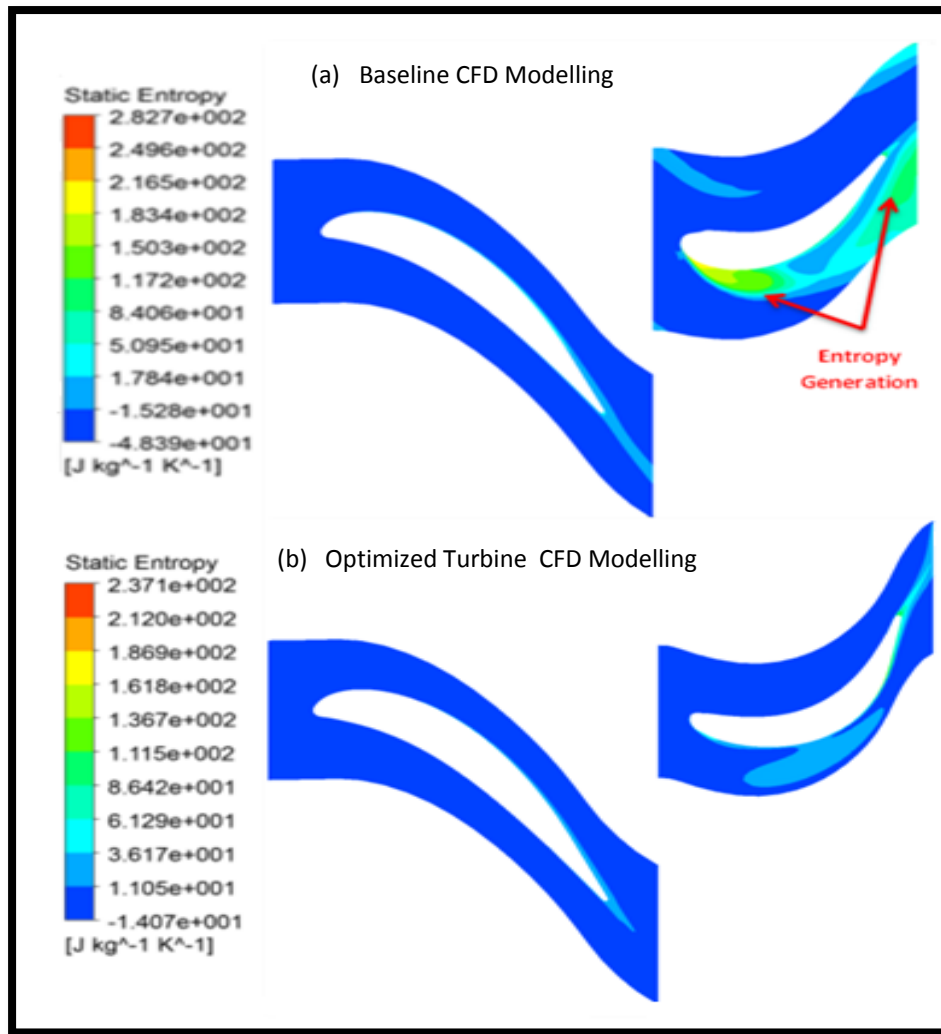 (a) Baseline CFD Modelling
Static Entropy
2.827e+002
2.496e+002
2.165e+002
1.834e+002
1.503e+002
1.172e+002
8.406e+001
5.095e+001
1.784e+001
-1.528e+001
-4.839e+001
[J kg^-1 K^-1]
Entropy
Generation
(b) Optimized Turbine CFD Modelling
Static Entropy
2.371e+002
2.120e+002
1.869e+002
1.618e+002
1.367e+002
1.115e+002
8.642e+001
6.129e+001
3.617e+001
1.105e+001
-1.407e+001
[J kg^-1 K^-1]